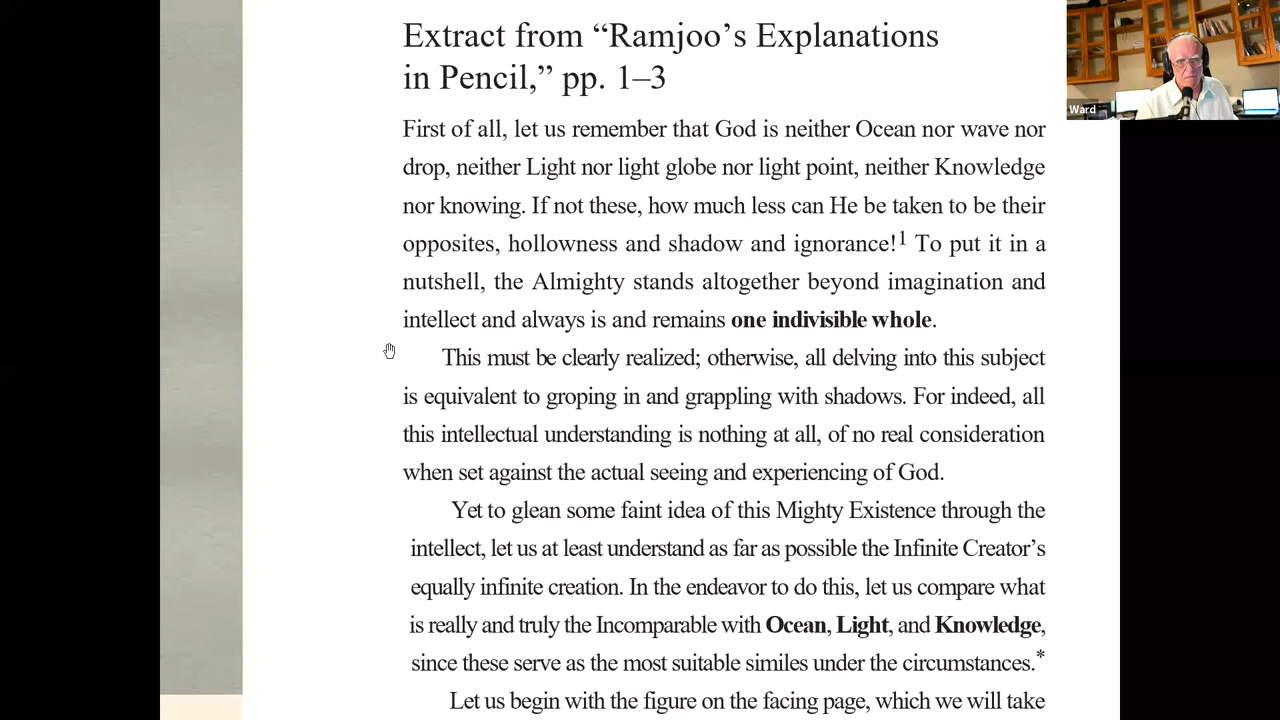 Extract from “Ramjoo’s Explanations
in Pencil,” pp. 1–3
First of all, let us remember that God is neither Ocean nor wave nor
drop, neither Light nor light globe nor light point, neither Knowledge
nor knowing. If not these, how much less can He be taken to be their
opposites, hollowness and shadow and ignorance!1 To put it in a
nutshell, the Almighty stands altogether beyond imagination and
intellect and always is and remains one indivisible whole.
This must be clearly realized; otherwise, all delving into this subject
is equivalent to groping in and grappling with shadows. For indeed, all
this intellectual understanding is nothing at all, of no real consideration
when set against the actual seeing and experiencing of God.
Yet to glean some faint idea of this Mighty Existence through the
intellect, let us at least understand as far as possible the Infinite Creator’s
equally infinite creation. In the endeavor to do this, let us compare what
is really and truly the Incomparable with Ocean, Light, and Knowledge,
since these serve as the most suitable similes under the circumstances.*
Let us begin with the figure on the facing page, which we will take
Ward